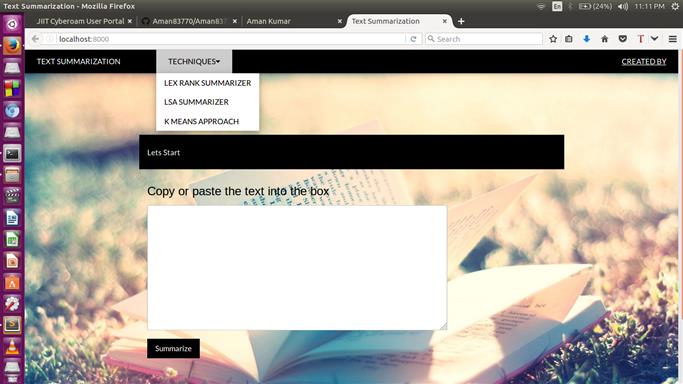 Text Summarization - Mozilla Firefox
En
(24%)
11:11 PM
JIIT Cyberoam User Portal
Aman83770/Aman837
Aman Kumar
Text Summarization
localhost:8000
Search
TEXT SUMMARIZATION
TECHNIQUES
CREATED BY
LEX RANK SUMMARIZER
LSA SUMMARIZER
K MEANS APPROACH
Lets Start
Copy or paste the text into the box
Summarize